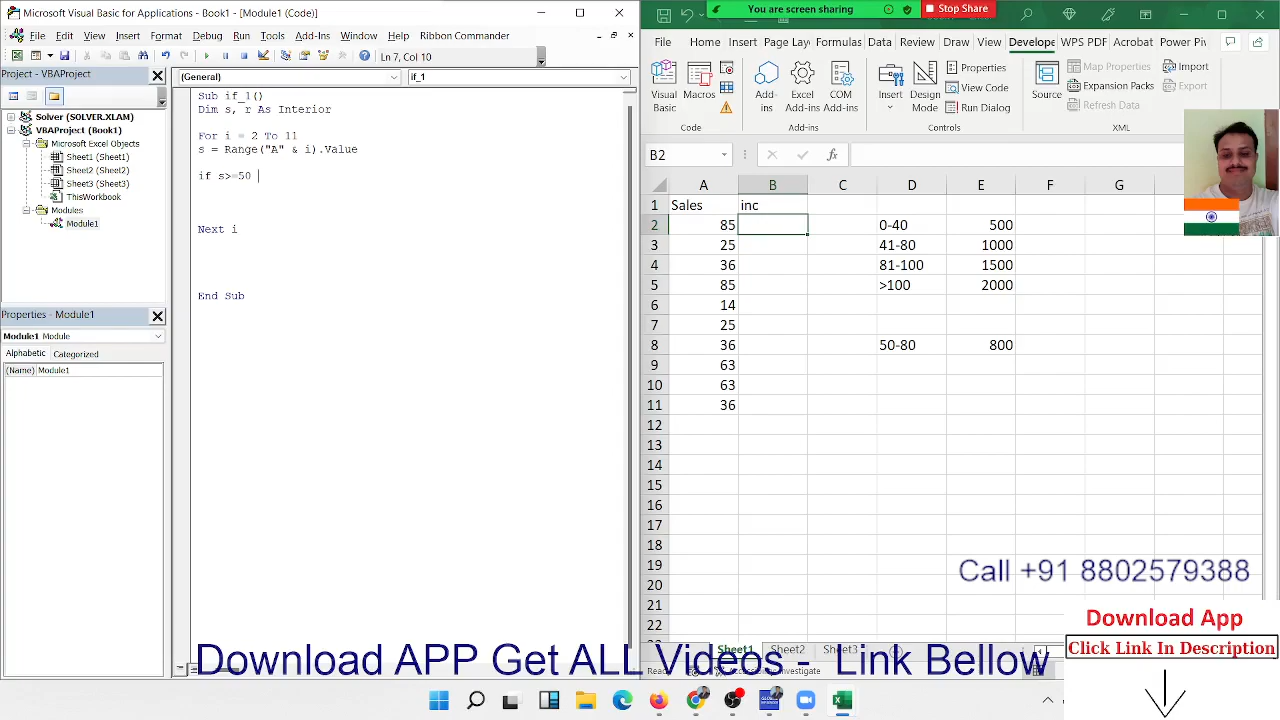 Microsoft Visual Basic for Applications - Book1 - [Module1 (Code)]
File Edit View Insert Format Debug Run Tools Add-Ins Window Help Ribbon Commander
Ln 7, Col 10
Project - VBAProject
Solver (SOLVER.XLAM)
VBAProject (Book1)
Microsoft Excel Objects
Sheet1 (Sheet1)
Sheet2 (Sheet2)
Sheet3 (Sheet3)
ThisWorkbook
Modules
Module1
Properties - Module1
Module1 Module
Alphabetic Categorized
(Name) Module1
(General) if_1
Sub if_1()
Dim s, r As Interior
For i = 2 To 11
s = Range("A" & i).Value
if s>=50
Next i
End Sub
You are screen sharing Stop Share
File Home Insert Page Lay Formulas Data Review View Draw Develope WPS PDF Acrobat Power Piv
Visual Basic
Macros
Code
Add-ins
Excel Add-ins
COM Add-ins
Add-ins
Insert
Design Mode
Properties
View Code
Run Dialog
Controls
Source
Map Properties
Expansion Packs
Refresh Data
Import
Export
XML
B2 fx
A B C D E F G
1 Sales inc
2 85 0-40 500
3 25 41-80 1000
4 36 81-100 1500
5 85 >100 2000
6 14
7 25
8 36 50-80 800
9 63
10 63
11 36
12
13
14
15
16
17
18
19
20
21
22
Call +91 8802579388
Download App
Click Link In Description
Download APP Get ALL Videos - Link Bellow
Sheet1 Sheet2 Sheet3